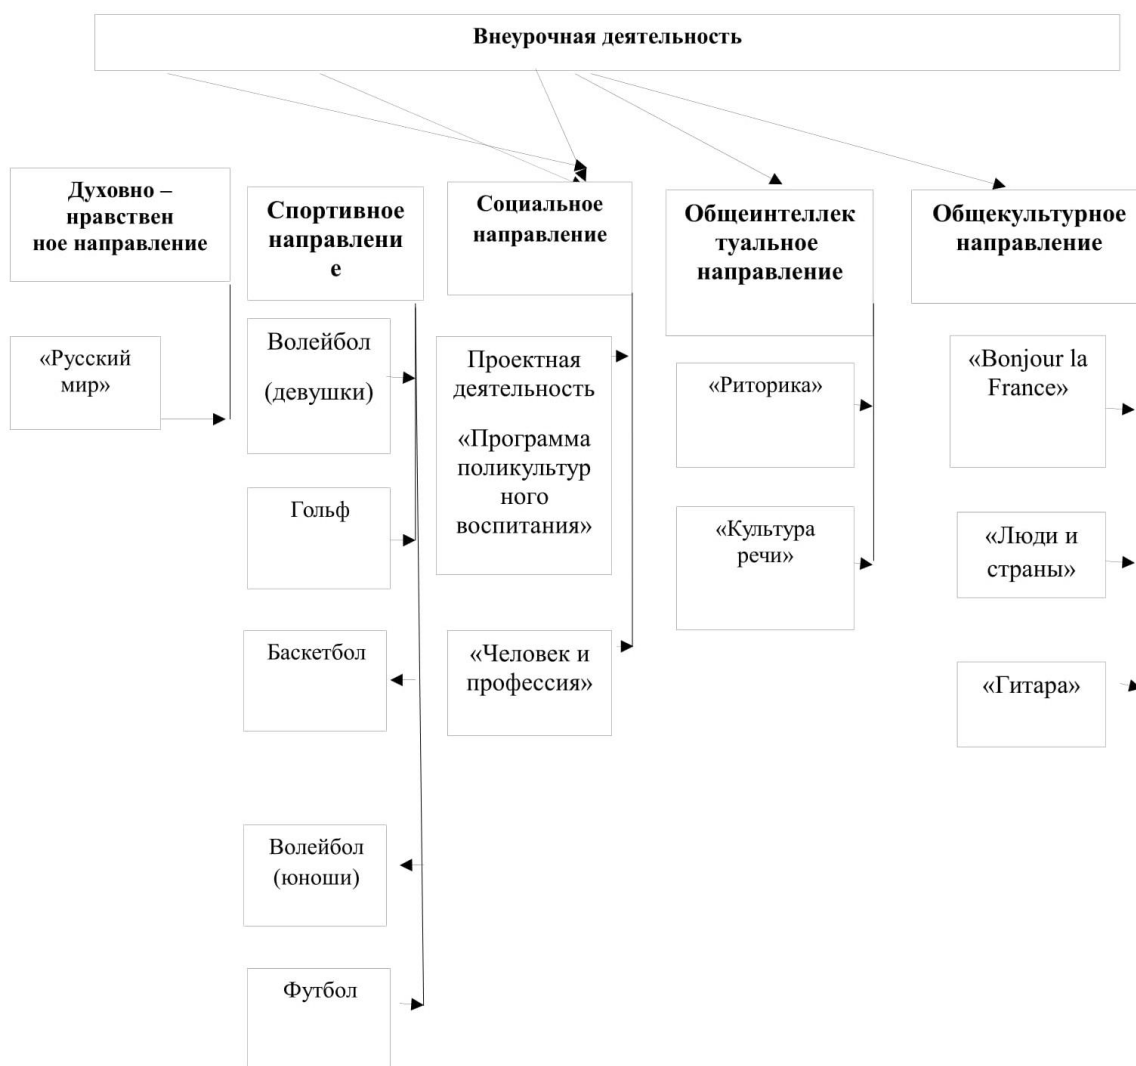 Внеурочная деятельность
Духовно –
нравствен
ное направление
Спортивное
направлени
е
Социальное
направление
Общеинтеллек
туальное
направление
Общекультурное
направление
«Русский
мир»
Волейбол
(девушки)
Гольф
Баскетбол
Волейбол
(юноши)
Футбол
Проектная
деятельность
«Программа
поликультур
ного
воспитания»
«Человек и
профессия»
«Риторика»
«Культура
речи»
«Bonjour la
France»
«Люди и
страны»
«Гитара»